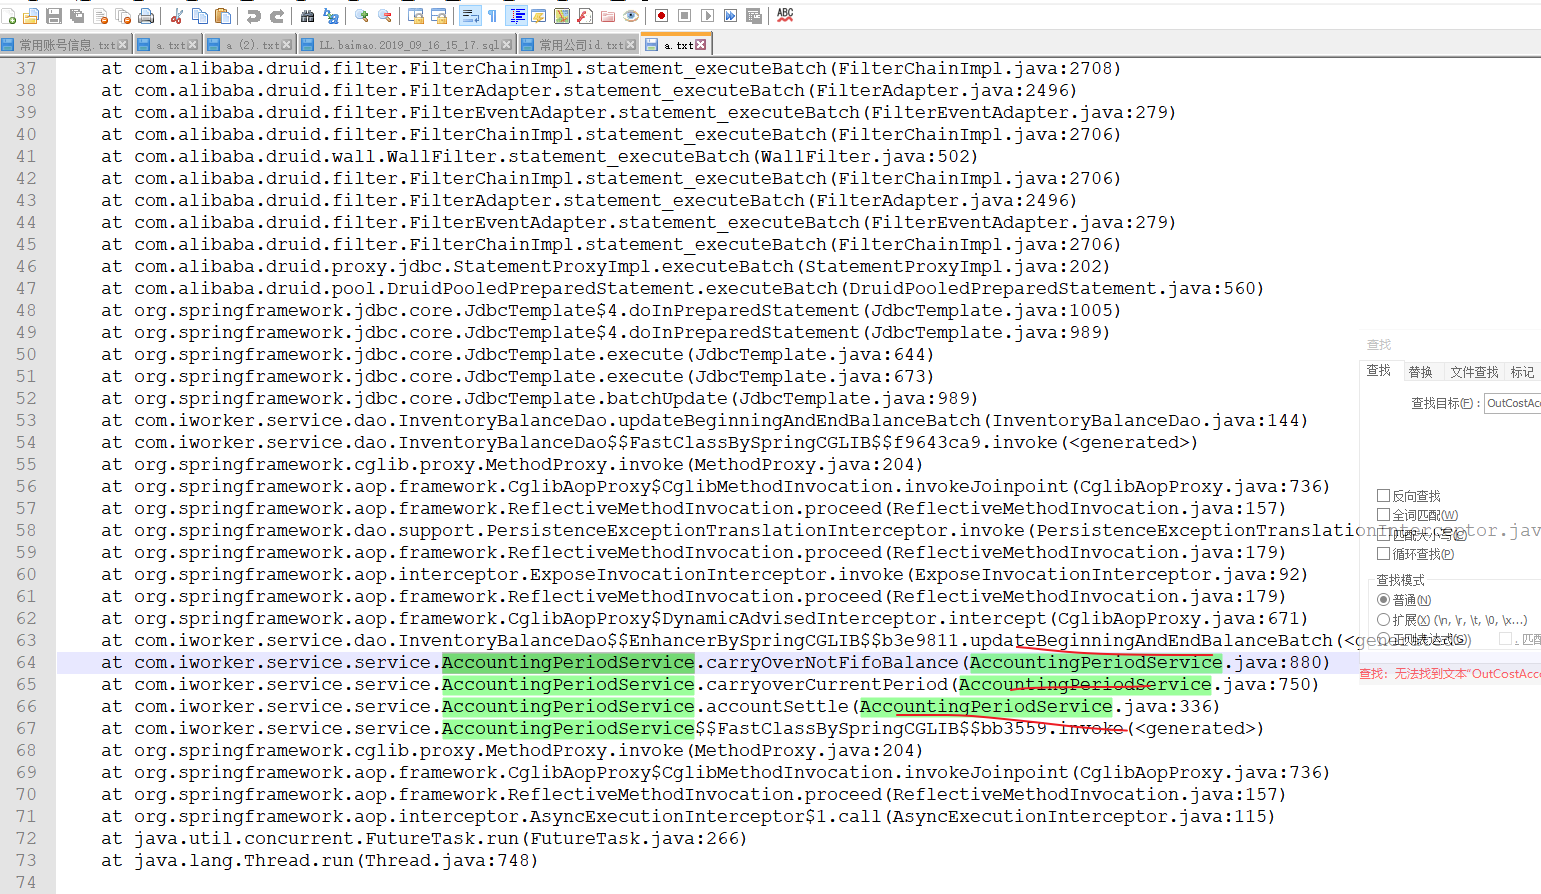 常用账号信息.txt
a.txt
a (2).txt
LL.baimao.2019_09_16_15_17.sql
常用公司id.txt
a.txt
37 at com.alibaba.druid.filter.FilterChainImpl.statement_executeBatch(FilterChainImpl.java:2708)
38 at com.alibaba.druid.filter.FilterAdapter.statement_executeBatch(FilterAdapter.java:2496)
39 at com.alibaba.druid.filter.FilterEventAdapter.statement_executeBatch(FilterEventAdapter.java:279)
40 at com.alibaba.druid.filter.FilterChainImpl.statement_executeBatch(FilterChainImpl.java:2706)
41 at com.alibaba.druid.wall.WallFilter.statement_executeBatch(WallFilter.java:502)
42 at com.alibaba.druid.filter.FilterChainImpl.statement_executeBatch(FilterChainImpl.java:2706)
43 at com.alibaba.druid.filter.FilterAdapter.statement_executeBatch(FilterAdapter.java:2496)
44 at com.alibaba.druid.filter.FilterEventAdapter.statement_executeBatch(FilterEventAdapter.java:279)
45 at com.alibaba.druid.filter.FilterChainImpl.statement_executeBatch(FilterChainImpl.java:2706)
46 at com.alibaba.druid.proxy.jdbc.StatementProxyImpl.executeBatch(StatementProxyImpl.java:202)
47 at com.alibaba.druid.pool.DruidPooledPreparedStatement.executeBatch(DruidPooledPreparedStatement.java:560)
48 at org.springframework.jdbc.core.JdbcTemplate$4.doInPreparedStatement(JdbcTemplate.java:1005)
49 at org.springframework.jdbc.core.JdbcTemplate$4.doInPreparedStatement(JdbcTemplate.java:989)
50 at org.springframework.jdbc.core.JdbcTemplate.execute(JdbcTemplate.java:644)
51 at org.springframework.jdbc.core.JdbcTemplate.execute(JdbcTemplate.java:673)
52 at org.springframework.jdbc.core.JdbcTemplate.batchUpdate(JdbcTemplate.java:989)
53 at com.iworker.service.dao.InventoryBalanceDao.updateBeginningAndEndBalanceBatch(InventoryBalanceDao.java:144)
54 at com.iworker.service.dao.InventoryBalanceDao$$FastClassBySpringCGLIB$$f9643ca9.invoke(<generated>)
55 at org.springframework.cglib.proxy.MethodProxy.invoke(MethodProxy.java:204)
56 at org.springframework.aop.framework.CglibAopProxy$CglibMethodInvocation.invokeJoinpoint(CglibAopProxy.java:736)
57 at org.springframework.aop.framework.ReflectiveMethodInvocation.proceed(ReflectiveMethodInvocation.java:157)
58 at org.springframework.dao.support.PersistenceExceptionTranslationInterceptor.invoke(PersistenceExceptionTranslationInterceptor.jav
59 at org.springframework.aop.framework.ReflectiveMethodInvocation.proceed(ReflectiveMethodInvocation.java:179)
60 at org.springframework.aop.interceptor.ExposeInvocationInterceptor.invoke(ExposeInvocationInterceptor.java:92)
61 at org.springframework.aop.framework.ReflectiveMethodInvocation.proceed(ReflectiveMethodInvocation.java:179)
62 at org.springframework.aop.framework.CglibAopProxy$DynamicAdvisedInterceptor.intercept(CglibAopProxy.java:671)
63 at com.iworker.service.dao.InventoryBalanceDao$$EnhancerBySpringCGLIB$$b3e9811.updateBeginningAndEndBalanceBatch(<generated>)
64 at com.iworker.service.service.AccountingPeriodService.carryOverNotFifoBalance(AccountingPeriodService.java:880)
65 at com.iworker.service.service.AccountingPeriodService.carryoverCurrentPeriod(AccountingPeriodService.java:750)
66 at com.iworker.service.service.AccountingPeriodService.accountSettle(AccountingPeriodService.java:336)
67 at com.iworker.service.service.AccountingPeriodService$$FastClassBySpringCGLIB$$bb3559.invoke(<generated>)
68 at org.springframework.cglib.proxy.MethodProxy.invoke(MethodProxy.java:204)
69 at org.springframework.aop.framework.CglibAopProxy$CglibMethodInvocation.invokeJoinpoint(CglibAopProxy.java:736)
70 at org.springframework.aop.framework.ReflectiveMethodInvocation.proceed(ReflectiveMethodInvocation.java:157)
71 at org.springframework.aop.interceptor.AsyncExecutionInterceptor$1.call(AsyncExecutionInterceptor.java:115)
72 at java.util.concurrent.FutureTask.run(FutureTask.java:266)
73 at java.lang.Thread.run(Thread.java:748)
74
查找
查找 替换 文件查找 标记
查找目标(F): OutCostAcc
反向查找
全词匹配(W)
匹配大小写(C)
循环查找(P)
查找模式
普通(N)
扩展(X) (\n, \r, \t, \0, \x...)
正则表达式(G) . 匹配
查找: 无法找到文本"OutCostAcc